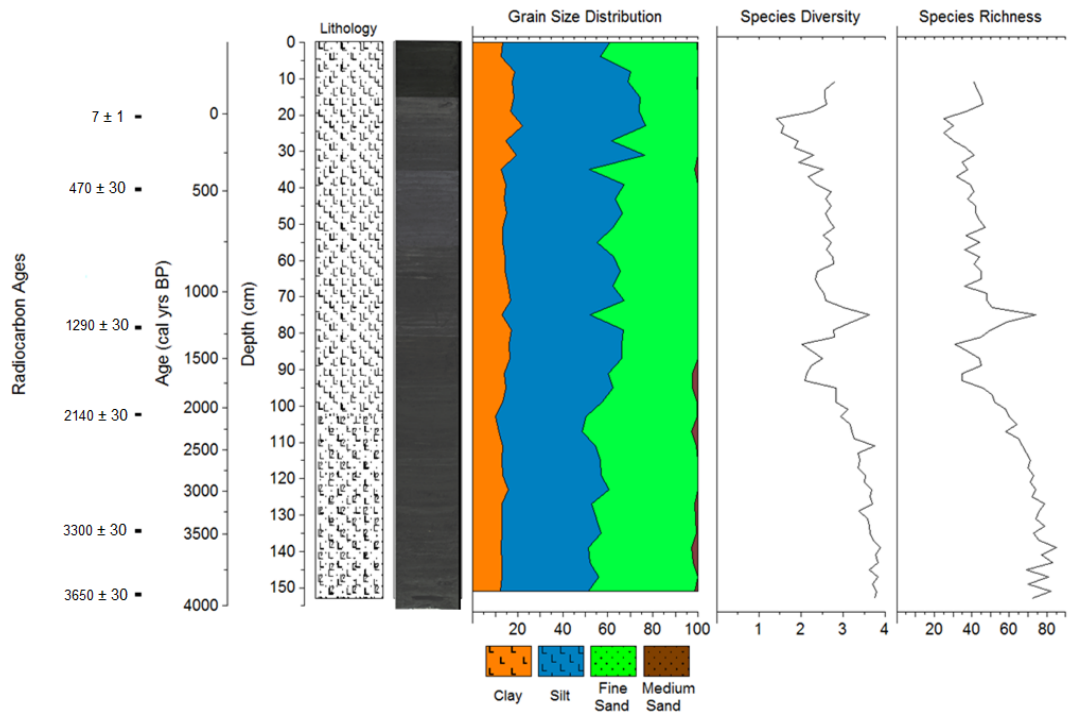 Grain Size Distribution
Species Diversity
Species Richness
Lithology
Radiocarbon Ages
7 ± 1
470 ± 30
1290 ± 30
2140 ± 30
3300 ± 30
3650 ± 30
Age (cal yrs BP)
0
500
1000
1500
2000
2500
3000
3500
4000
Depth (cm)
0
10
20
30
40
50
60
70
80
90
100
110
120
130
140
150
20 40 60 80 100
1 2 3 4
20 40 60 80
Clay
Silt
Fine Sand
Medium Sand